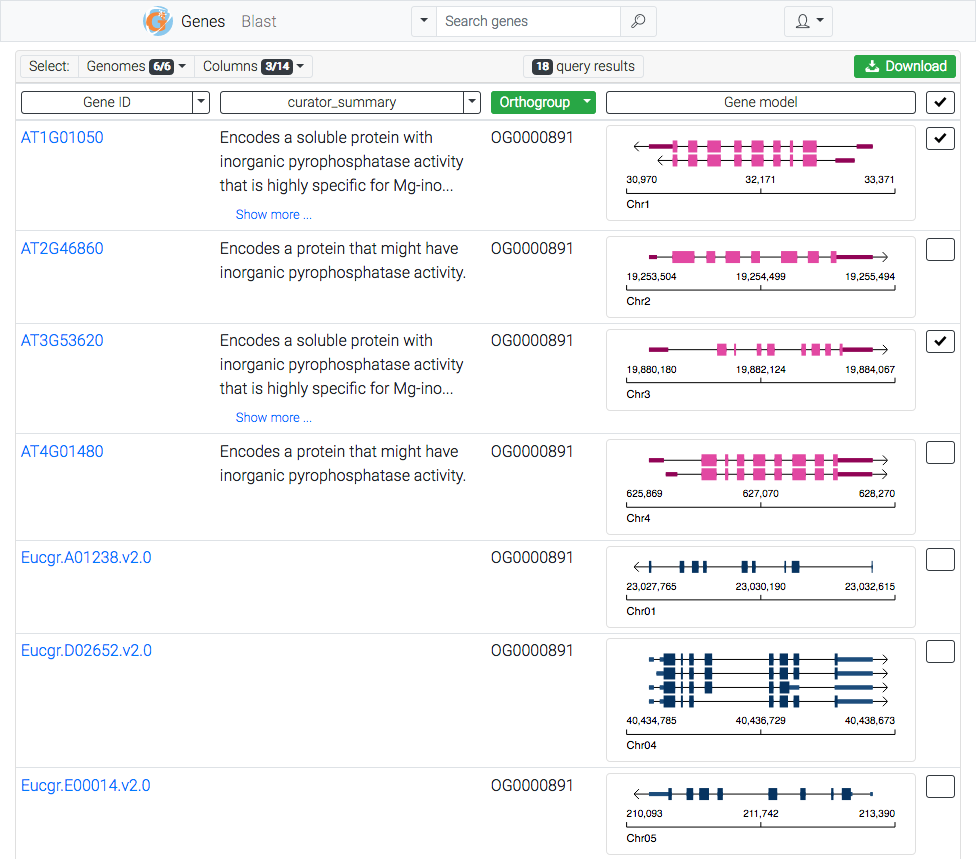 Genes Blast Search genes
Select: Genomes 6/6 Columns 3/14 18 query results Download
Gene ID curator_summary Orthogroup Gene model
AT1G01050 Encodes a soluble protein with OG0000891
inorganic pyrophosphatase activity
that is highly specific for Mg-ino...
Show more ...
30,970 32,171 33,371
Chr1
AT2G46860 Encodes a protein that might have OG0000891
inorganic pyrophosphatase activity.
19,253,504 19,254,499 19,255,494
Chr2
AT3G53620 Encodes a soluble protein with OG0000891
inorganic pyrophosphatase activity
that is highly specific for Mg-ino...
Show more ...
19,880,180 19,882,124 19,884,067
Chr3
AT4G01480 Encodes a protein that might have OG0000891
inorganic pyrophosphatase activity.
625,869 627,070 628,270
Chr4
Eucgr.A01238.v2.0 OG0000891
23,027,765 23,030,190 23,032,615
Chr01
Eucgr.D02652.v2.0 OG0000891
40,434,785 40,436,729 40,438,673
Chr04
Eucgr.E00014.v2.0 OG0000891
210,093 211,742 213,390
Chr05